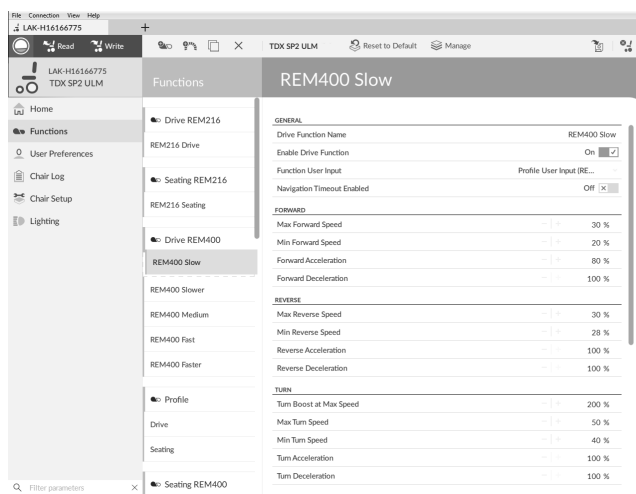 File Connection View Help
LAK-H16166775
+
Read Write
TDX SP2 ULM Reset to Default Manage
LAK-H16166775
TDX SP2 ULM
Home
Functions
User Preferences
Chair Log
Chair Setup
Lighting
Filter parameters
Functions
Drive REM216
REM216 Drive
Seating REM216
REM216 Seating
Drive REM400
REM400 Slow
REM400 Slower
REM400 Medium
REM400 Fast
REM400 Faster
Profile
Drive
Seating
Seating REM400
REM400 Slow
GENERAL
Drive Function Name REM400 Slow
Enable Drive Function On
Function User Input Profile User Input (RE...
Navigation Timeout Enabled Off
FORWARD
Max Forward Speed − + 30 %
Min Forward Speed − + 20 %
Forward Acceleration − + 80 %
Forward Deceleration − + 100 %
REVERSE
Max Reverse Speed − + 30 %
Min Reverse Speed − + 28 %
Reverse Acceleration − + 100 %
Reverse Deceleration − + 100 %
TURN
Turn Boost at Max Speed − + 200 %
Max Turn Speed − + 50 %
Min Turn Speed − + 40 %
Turn Acceleration − + 100 %
Turn Deceleration − + 100 %